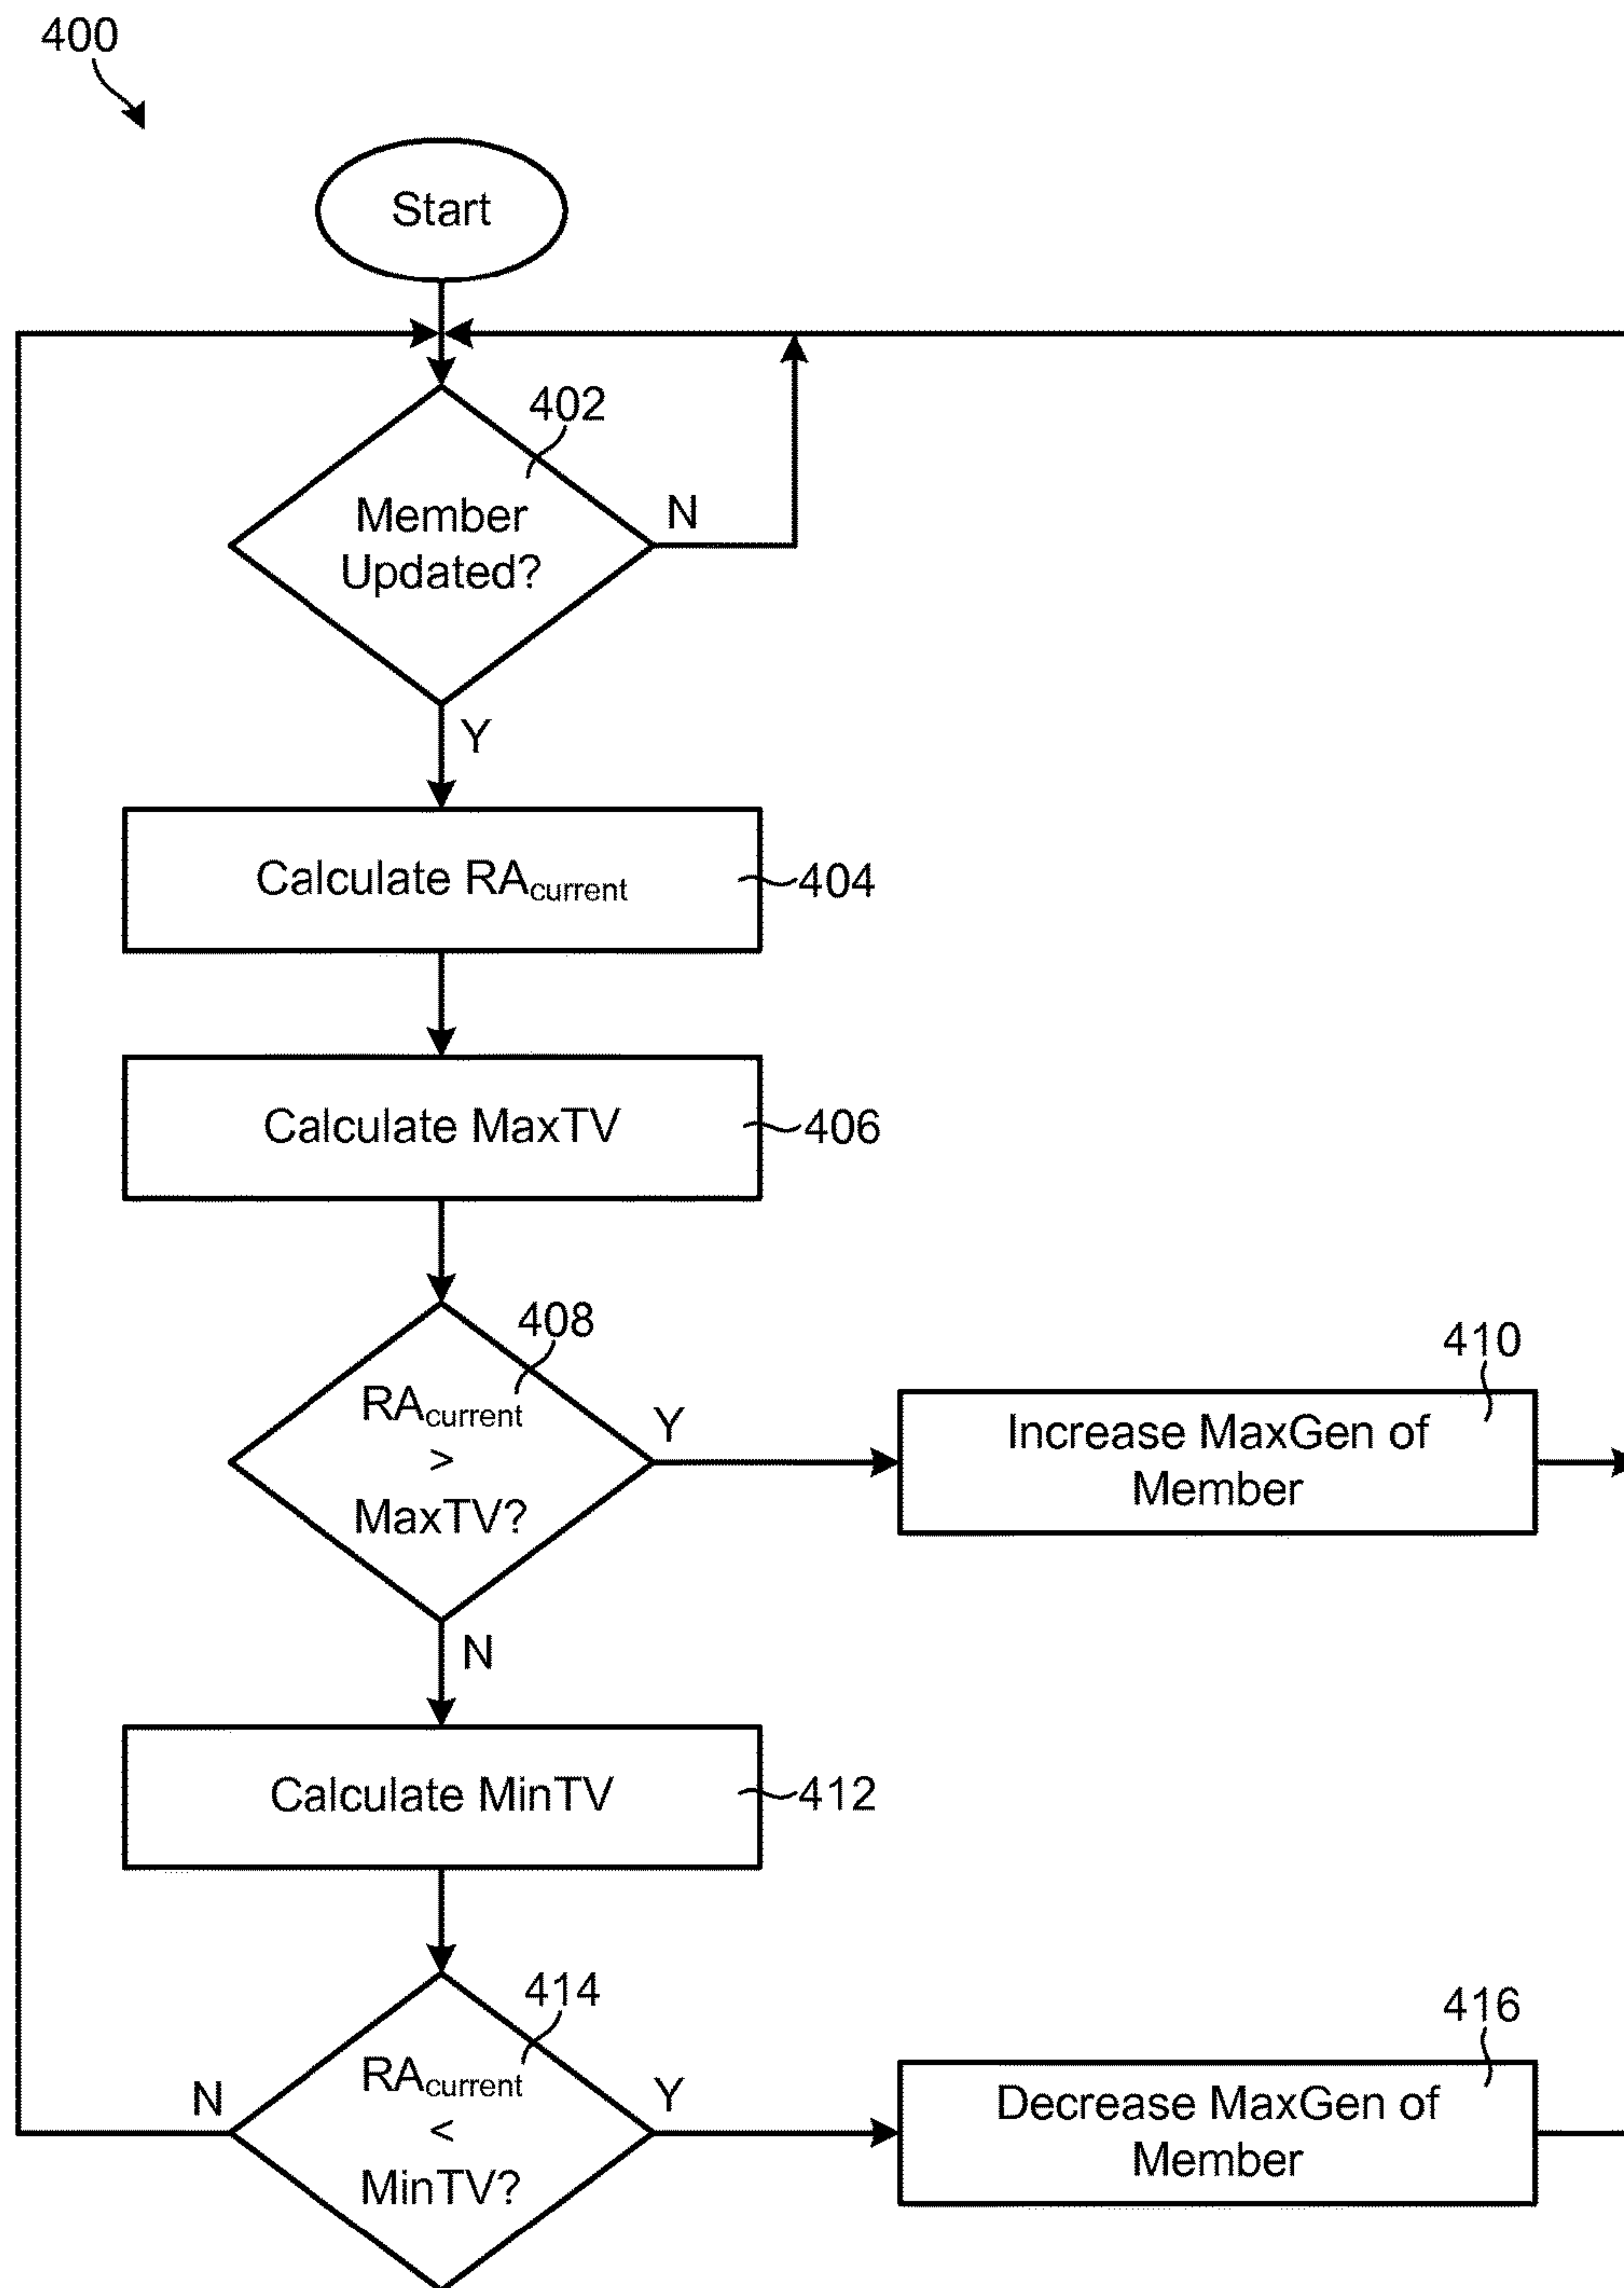 400
Start
402
Member
Updated?
N
Y
Calculate RAcurrent
404
Calculate MaxTV
406
408
RAcurrent
>
MaxTV?
Y
410
Increase MaxGen of
Member
N
Calculate MinTV
412
414
RAcurrent
<
MinTV?
N
Y
416
Decrease MaxGen of
Member